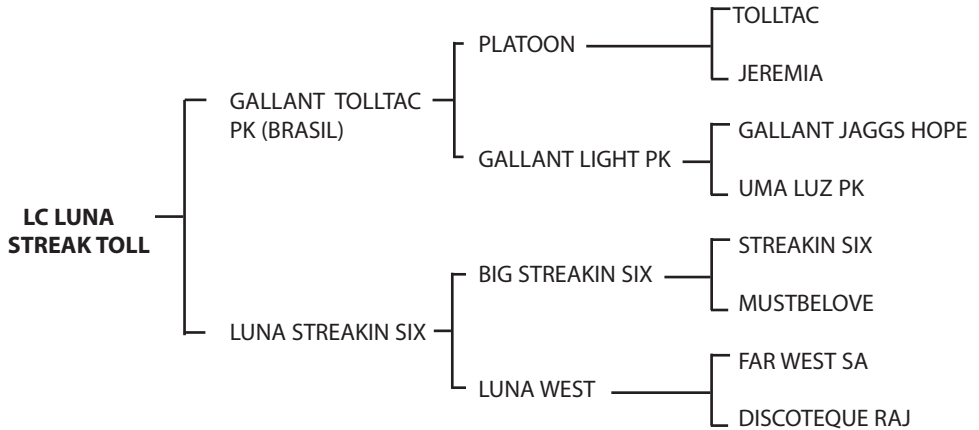 TOLLTAC
PLATOON
JEREMIA
GALLANT TOLLTAC
PK (BRASIL)
GALLANT JAGGS HOPE
GALLANT LIGHT PK
UMA LUZ PK
LC LUNA
STREAK TOLL
STREAKIN SIX
BIG STREAKIN SIX
MUSTBELOVE
LUNA STREAKIN SIX
FAR WEST SA
LUNA WEST
DISCOTEQUE RAJ